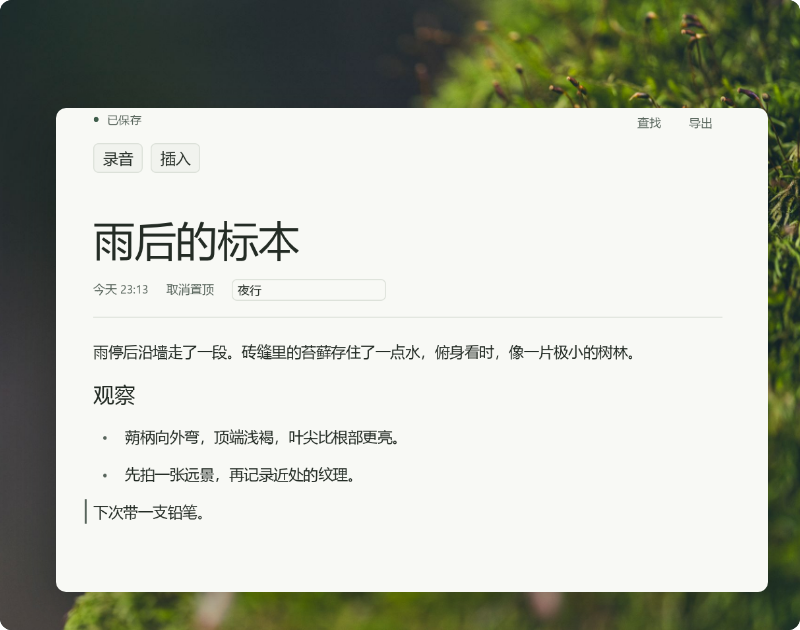 已保存
查找 导出
录音 插入
雨后的标本
今天 23:13 取消置顶 夜行
雨停后沿墙走了一段。砖缝里的苔藓存住了一点水，俯身看时，像一片极小的树林。
观察
• 蒴柄向外弯，顶端浅褐，叶尖比根部更亮。
• 先拍一张远景，再记录近处的纹理。
下次带一支铅笔。